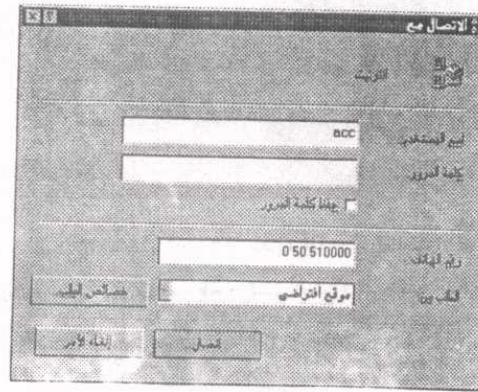 الاتصال مع
انترنيت
اسم المستخدم
acc
كلمة المرور
حفظ كلمة المرور
رقم الهاتف
0 50 510000
الطلب من
موقع افتراضي
خصائص الطلب
اتصال
إلغاء الأمر